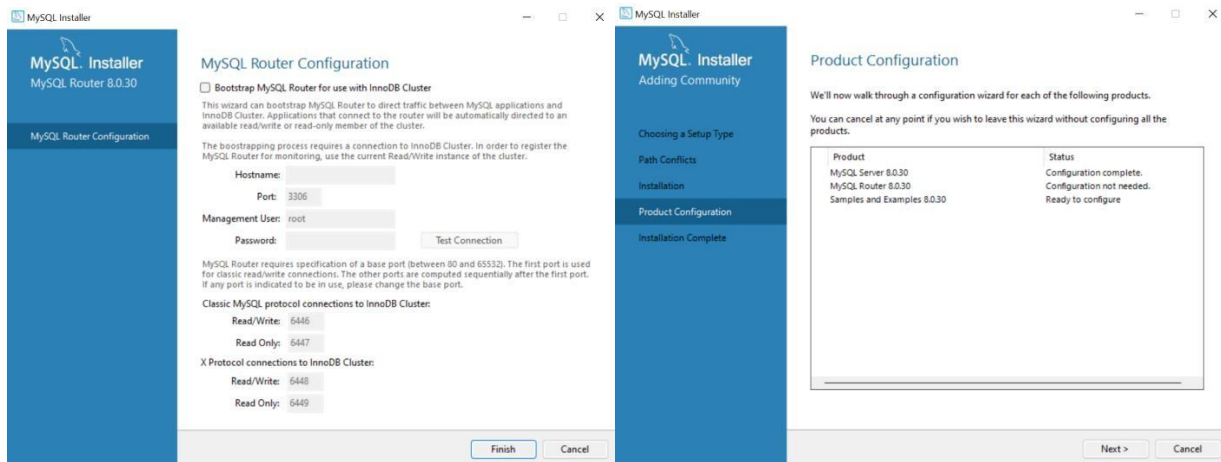 MySQL Installer
MySQL. Installer
MySQL Router 8.0.30
MySQL Router Configuration
MySQL Router Configuration
Bootstrap MySQL Router for use with InnoDB Cluster
This wizard can bootstrap MySQL Router to direct traffic between MySQL applications and
InnoDB Cluster. Applications that connect to the router will be automatically directed to an
available read/write or read-only member of the cluster.
The boostrapping process requires a connection to InnoDB Cluster. In order to register the
MySQL Router for monitoring, use the current Read/Write instance of the cluster.
Hostname:
Port: 3306
Management User: root
Password: Test Connection
MySQL Router requires specification of a base port (between 80 and 65532). The first port is used
for classic read/write connections. The other ports are computed sequentially after the first port.
If any port is indicated to be in use, please change the base port.
Classic MySQL protocol connections to InnoDB Cluster:
Read/Write: 6446
Read Only: 6447
X Protocol connections to InnoDB Cluster:
Read/Write: 6448
Read Only: 6449
Finish Cancel
MySQL Installer
MySQL. Installer
Adding Community
Choosing a Setup Type
Path Conflicts
Installation
Product Configuration
Installation Complete
Product Configuration
We'll now walk through a configuration wizard for each of the following products.
You can cancel at any point if you wish to leave this wizard without configuring all the
products.
Product Status
MySQL Server 8.0.30 Configuration complete.
MySQL Router 8.0.30 Configuration not needed.
Samples and Examples 8.0.30 Ready to configure
Next > Cancel